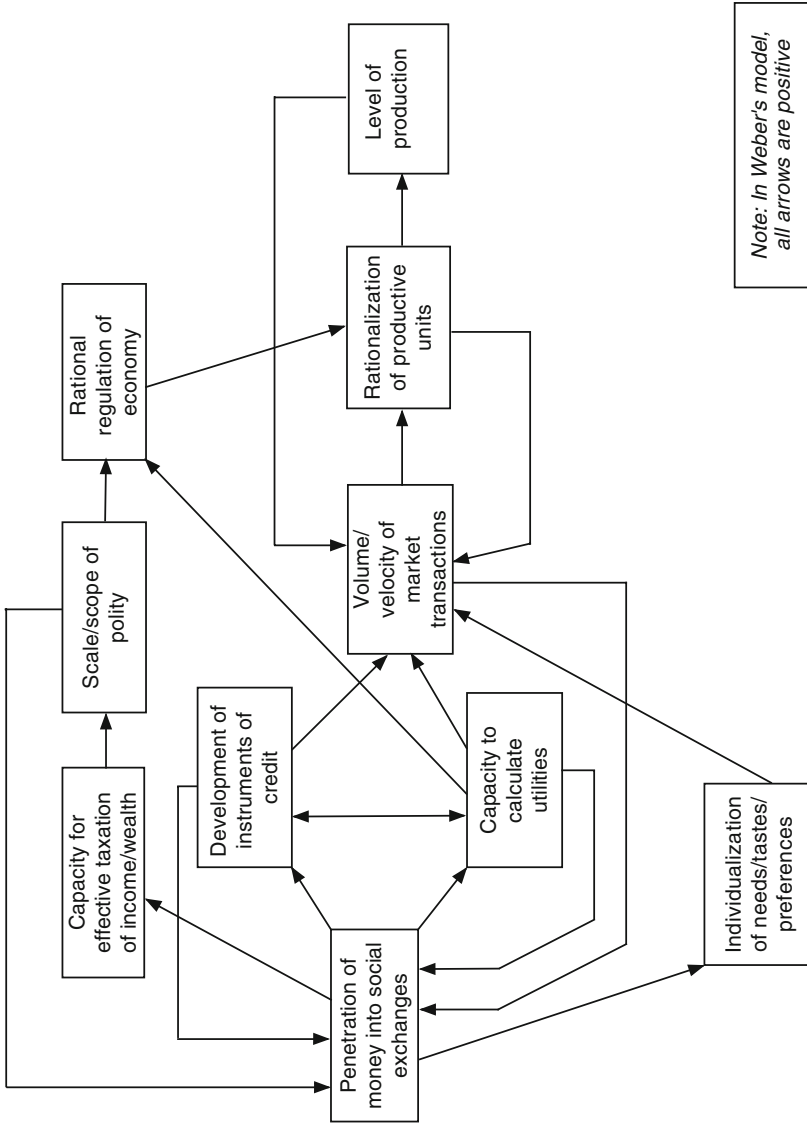 Capacity for
effective taxation
of income/wealth
Scale/scope of
polity
Rational
regulation of
economy
Development of
instruments of
credit
Penetration of
money into social
exchanges
Capacity to
calculate
utilities
Volume/
velocity of
market
transactions
Rationalization
of productive
units
Level of
production
Individualization
of needs/tastes/
preferences
Note: In Weber's model,
all arrows are positive